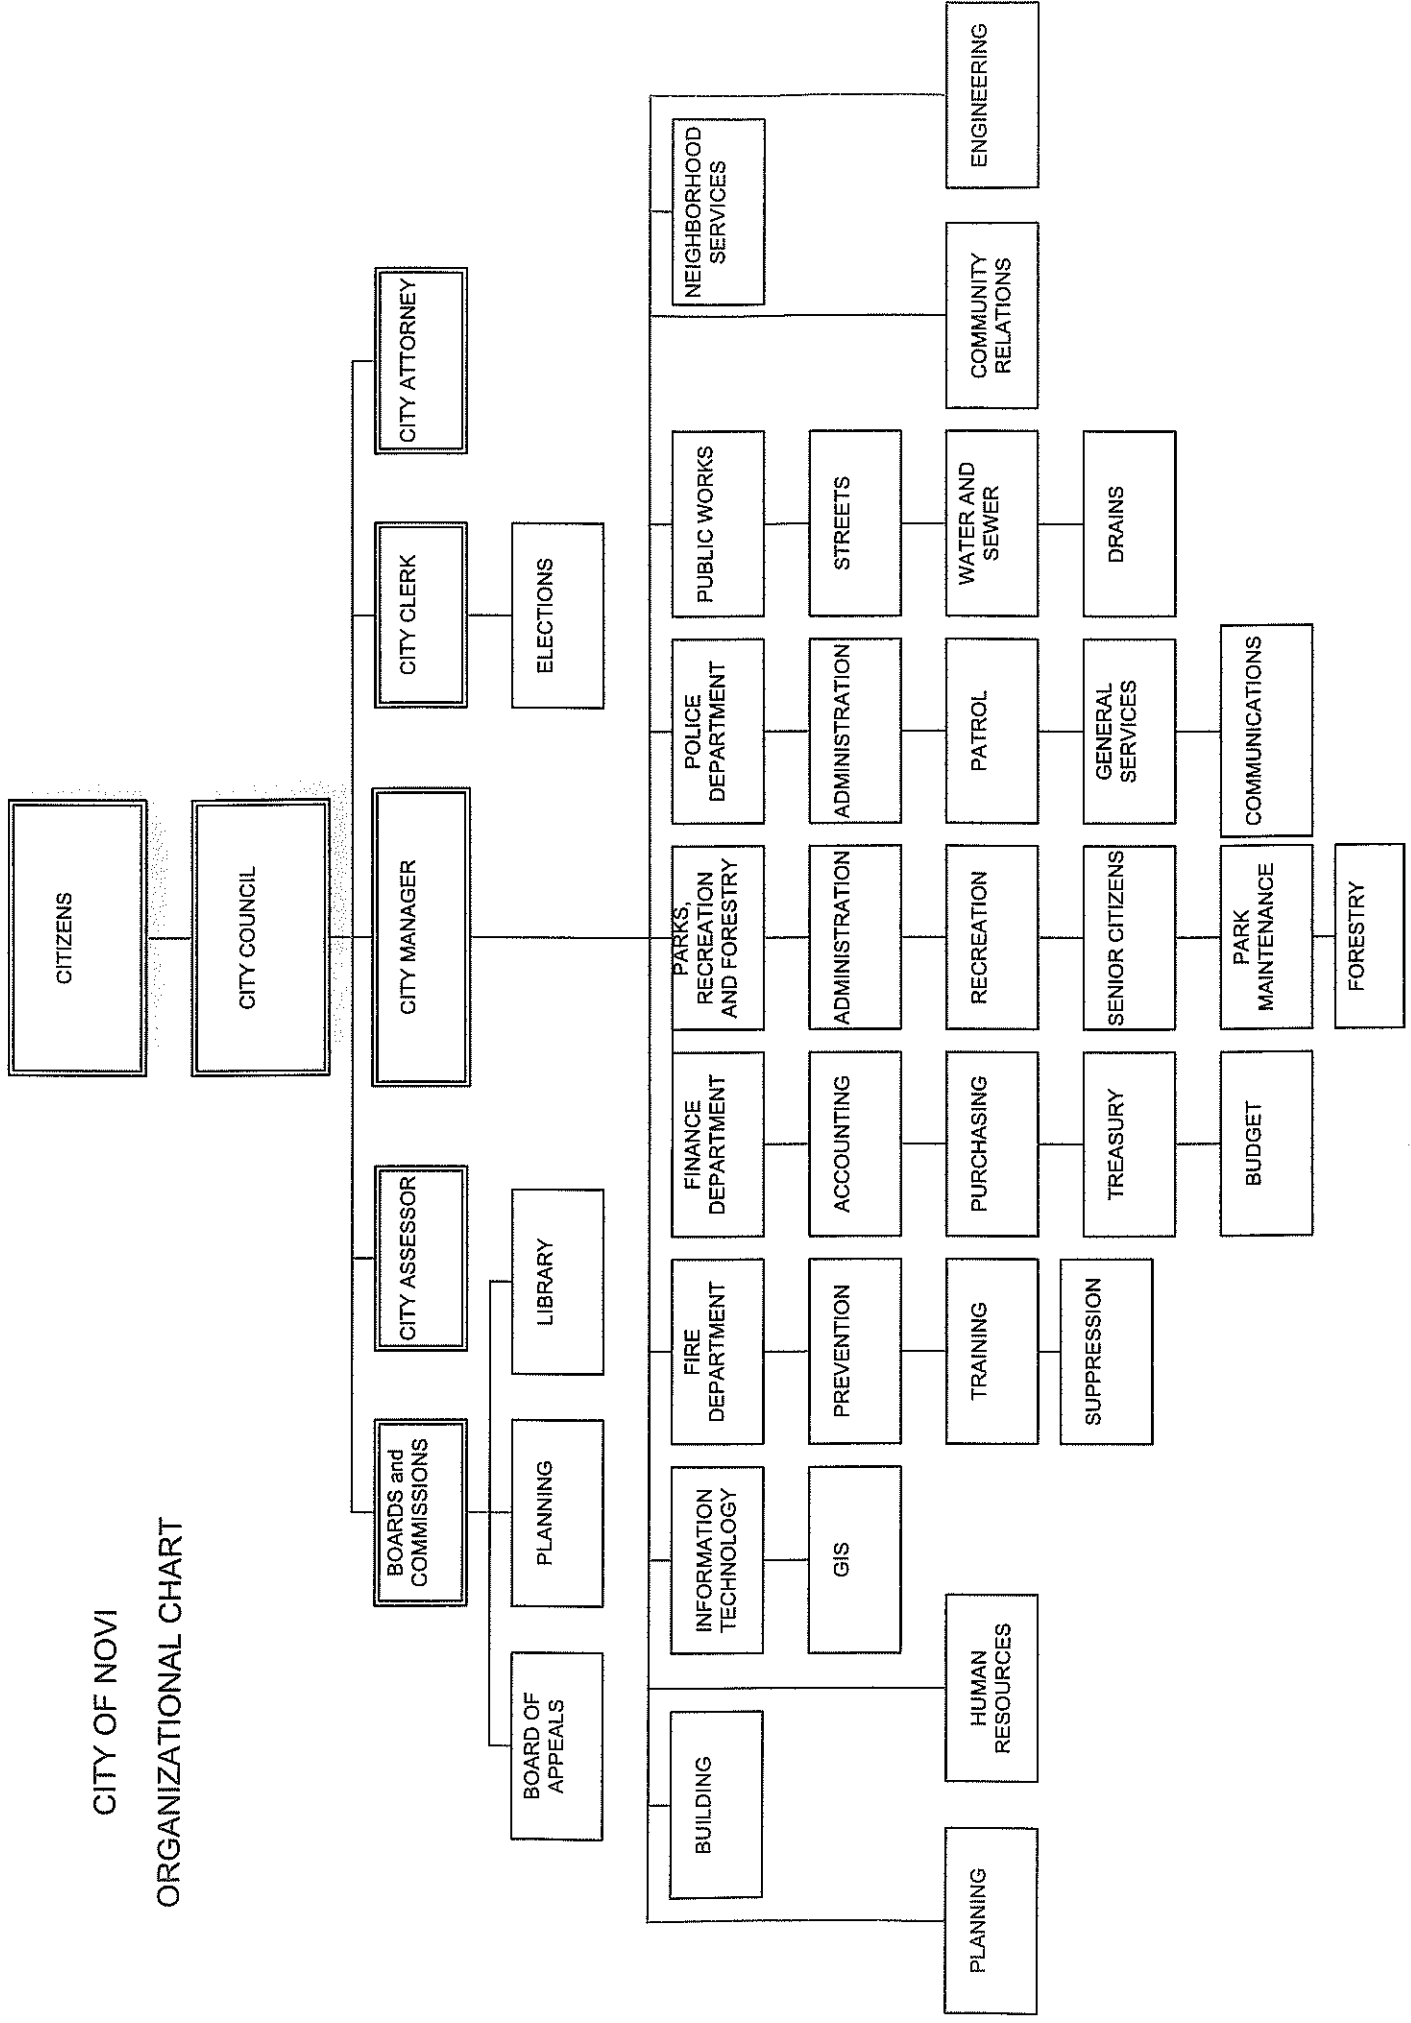 CITY OF NOVI
ORGANIZATIONAL CHART
CITIZENS
CITY COUNCIL
BOARDS and
COMMISSIONS
CITY ASSESSOR
CITY MANAGER
CITY CLERK
CITY ATTORNEY
BOARD OF
APPEALS
PLANNING
LIBRARY
ELECTIONS
BUILDING
INFORMATION
TECHNOLOGY
FIRE
DEPARTMENT
FINANCE
DEPARTMENT
PARKS,
RECREATION
AND FORESTRY
POLICE
DEPARTMENT
PUBLIC WORKS
NEIGHBORHOOD
SERVICES
GIS
PREVENTION
ACCOUNTING
ADMINISTRATION
ADMINISTRATION
STREETS
PLANNING
HUMAN
RESOURCES
TRAINING
PURCHASING
RECREATION
PATROL
WATER AND
SEWER
COMMUNITY
RELATIONS
ENGINEERING
SUPPRESSION
TREASURY
SENIOR CITIZENS
GENERAL
SERVICES
DRAINS
BUDGET
PARK
MAINTENANCE
COMMUNICATIONS
FORESTRY